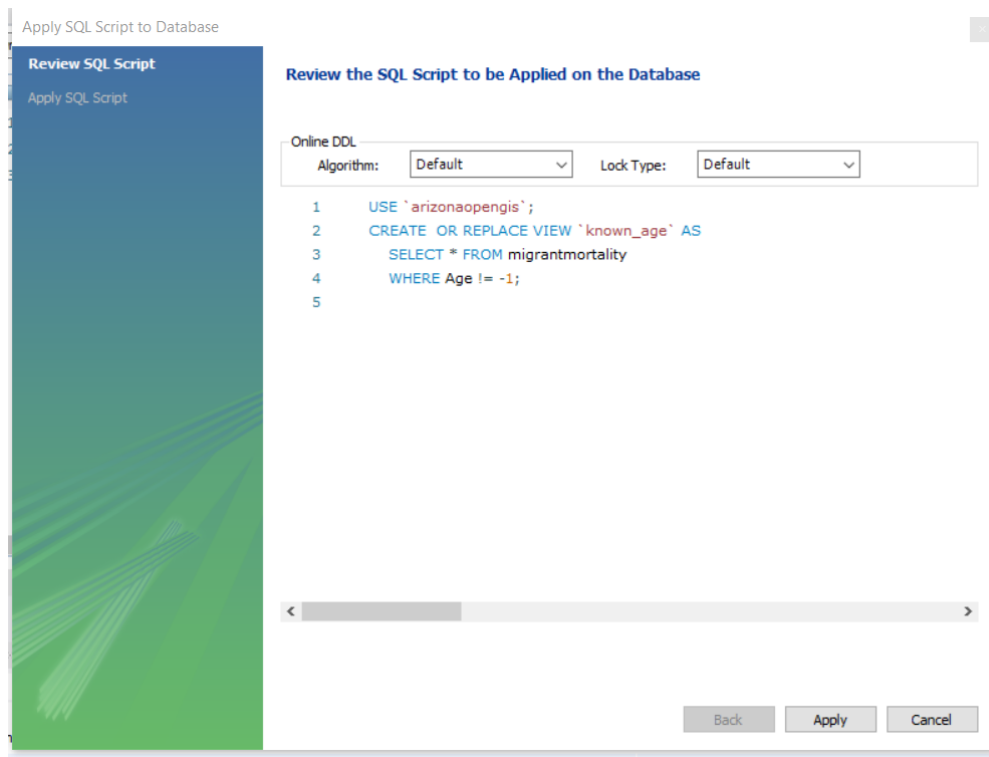 Apply SQL Script to Database
Review SQL Script
Apply SQL Script
Review the SQL Script to be Applied on the Database
Online DDL
Algorithm: Default Lock Type: Default
1 USE `arizonaopengis`;
2 CREATE  OR REPLACE VIEW `known_age` AS
3 SELECT * FROM migrantmortality
4 WHERE Age != -1;
5
Back Apply Cancel